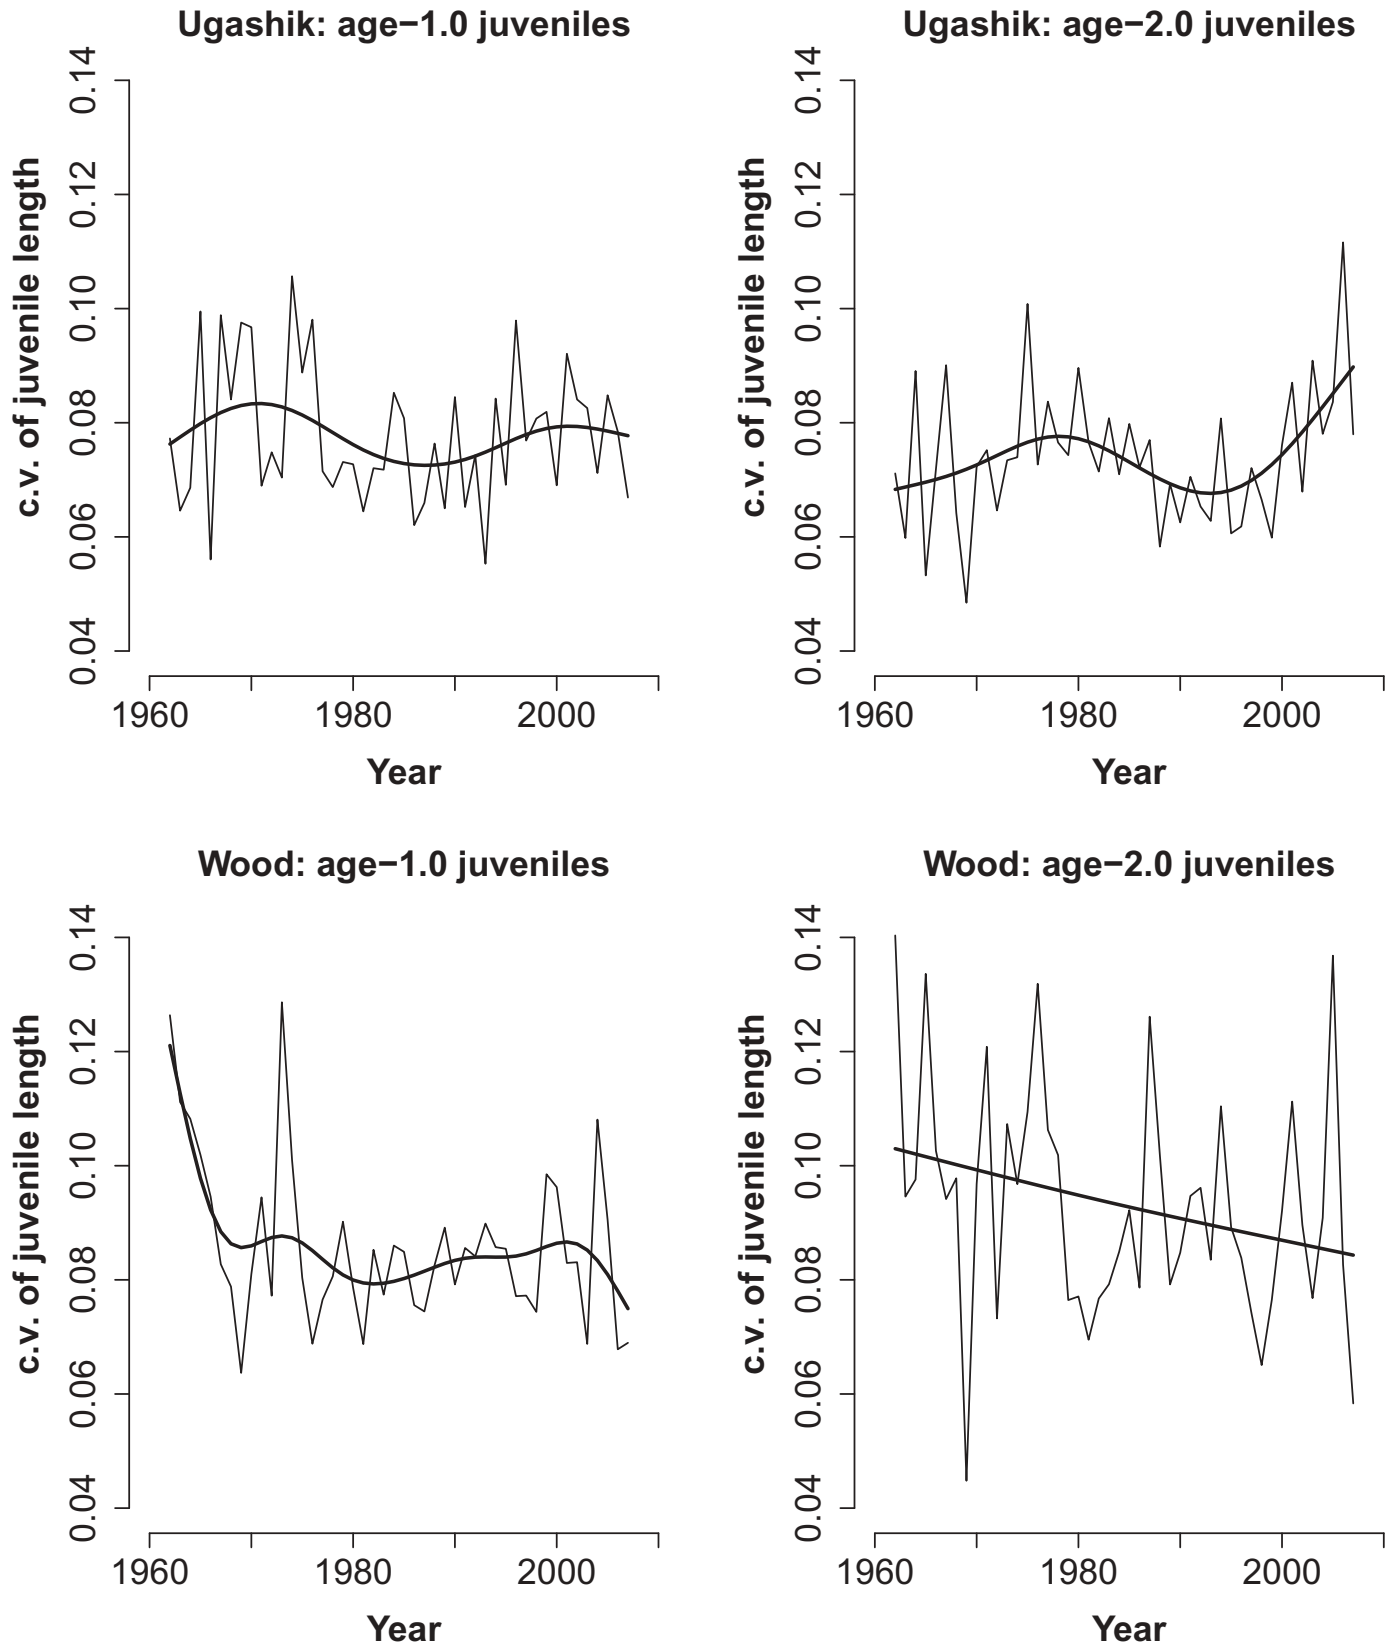 Ugashik: age−1.0 juveniles
c.v. of juvenile length
0.14
0.12
0.10
0.08
0.06
0.04
1960 1980 2000
Year
Ugashik: age−2.0 juveniles
c.v. of juvenile length
0.14
0.12
0.10
0.08
0.06
0.04
1960 1980 2000
Year
Wood: age−1.0 juveniles
c.v. of juvenile length
0.14
0.12
0.10
0.08
0.06
0.04
1960 1980 2000
Year
Wood: age−2.0 juveniles
c.v. of juvenile length
0.14
0.12
0.10
0.08
0.06
0.04
1960 1980 2000
Year